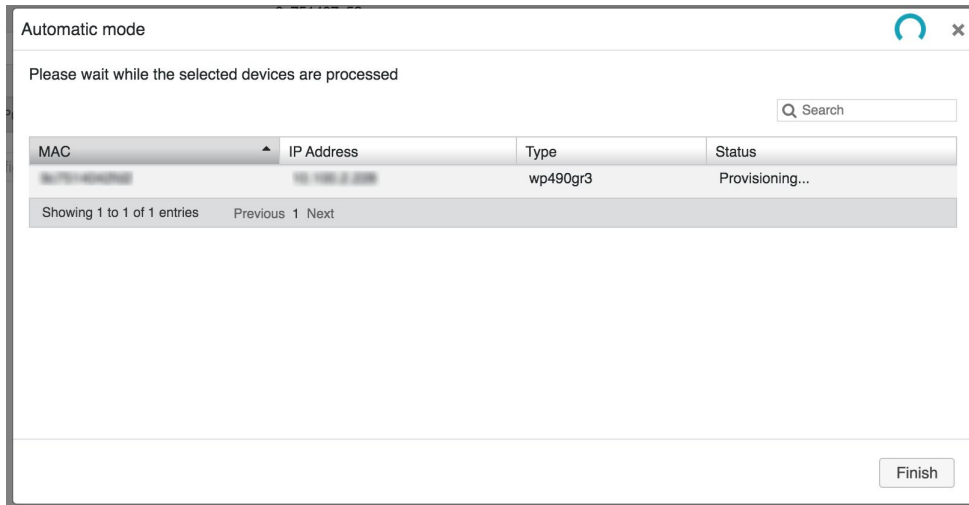 Automatic mode
Please wait while the selected devices are processed
Search
MAC IP Address Type Status
wp490gr3 Provisioning...
Showing 1 to 1 of 1 entries Previous 1 Next
Finish